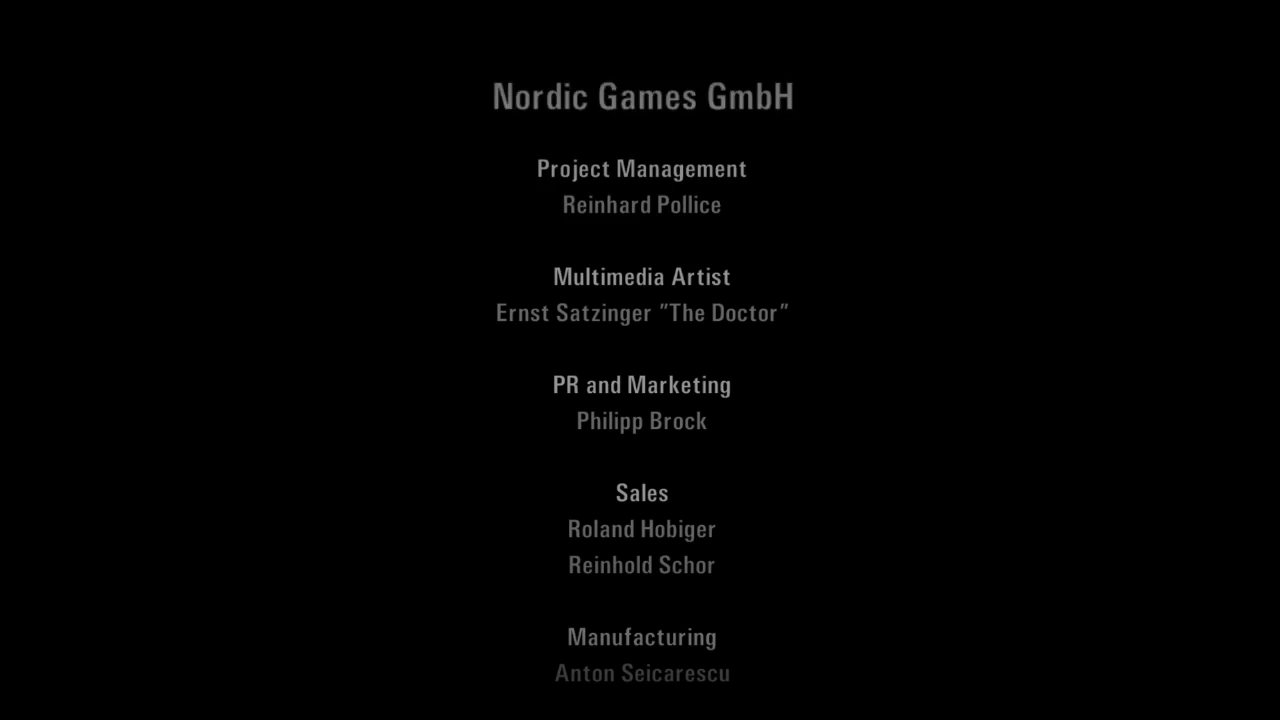 Nordic Games GmbH
Project Management
Reinhard Pollice
Multimedia Artist
Ernst Satzinger "The Doctor"
PR and Marketing
Philipp Brock
Sales
Roland Hobiger
Reinhold Schor
Manufacturing
Anton Seicarescu